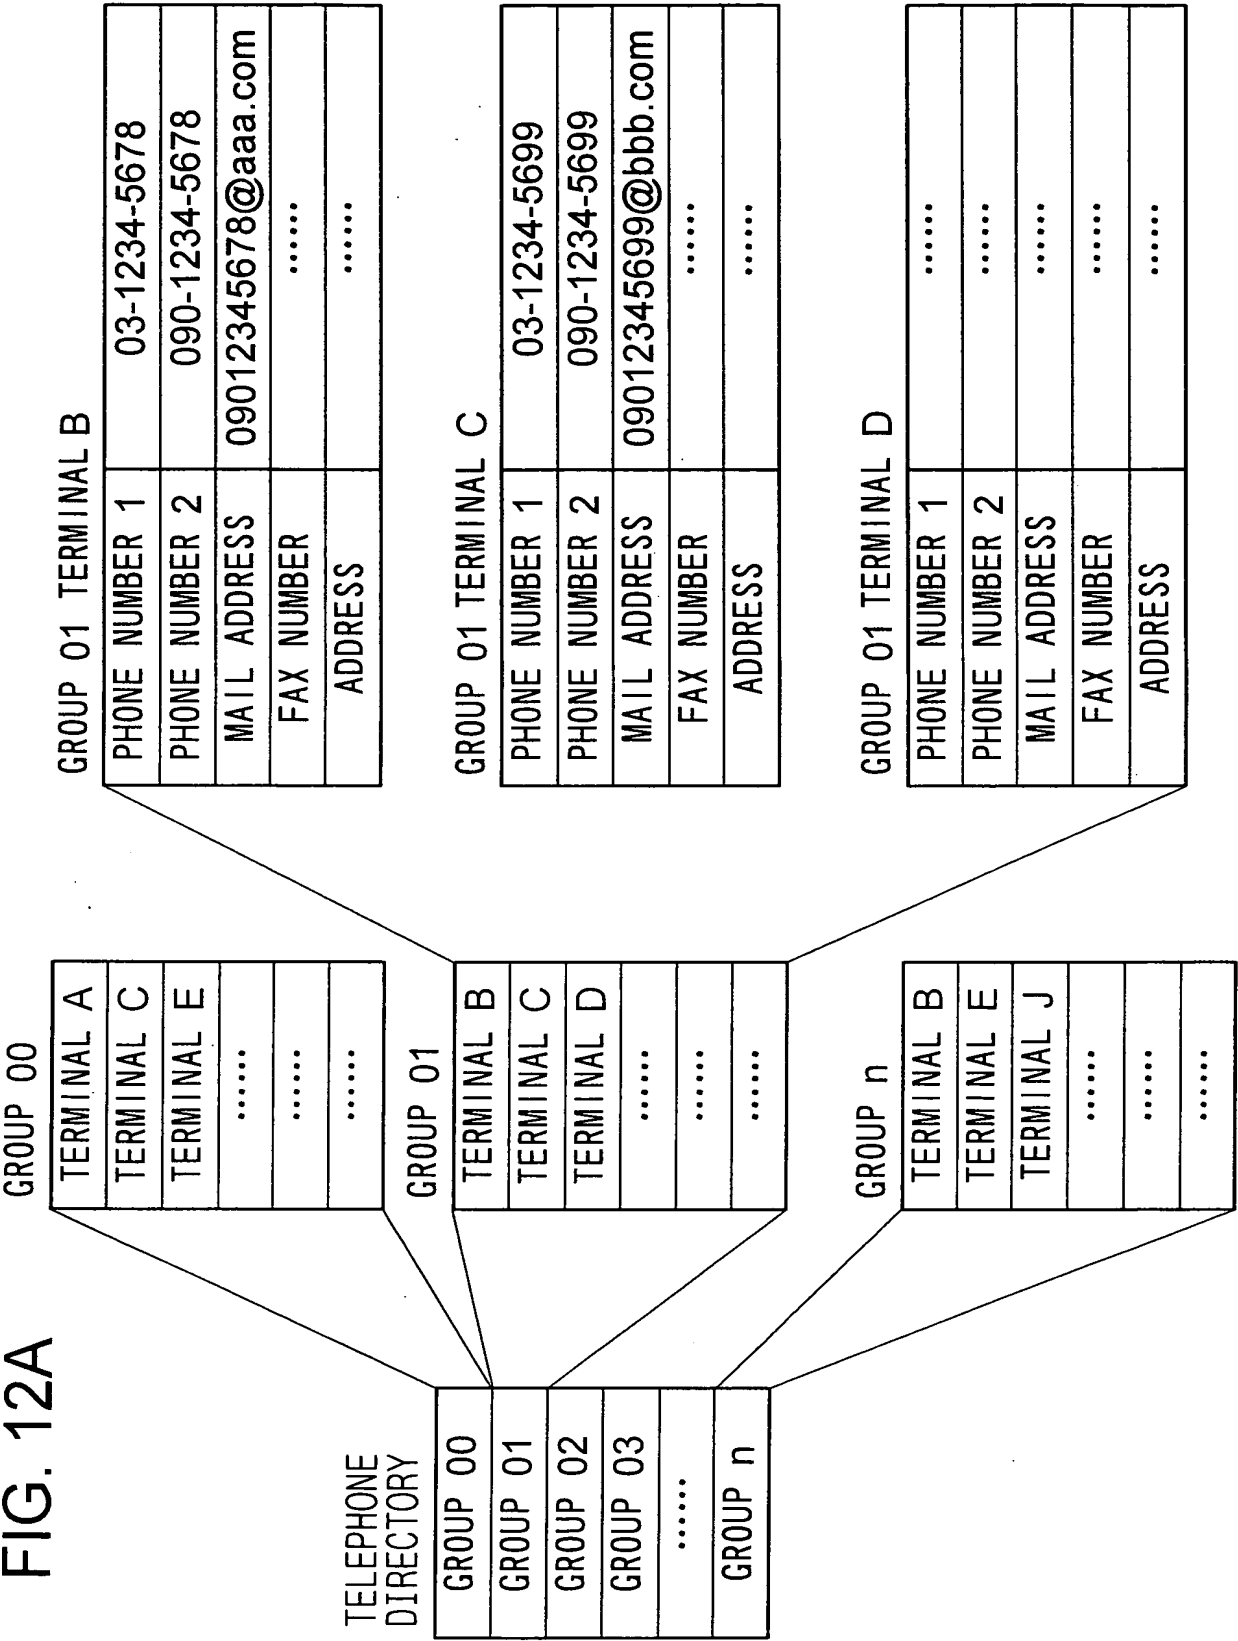 FIG. 12A
TELEPHONE
DIRECTORY
GROUP 00
GROUP 01
GROUP 02
GROUP 03
······
GROUP n
GROUP 00
TERMINAL A
TERMINAL C
TERMINAL E
······
······
······
GROUP 01
TERMINAL B
TERMINAL C
TERMINAL D
······
······
······
GROUP n
TERMINAL B
TERMINAL E
TERMINAL J
······
······
······
GROUP 01 TERMINAL B
PHONE NUMBER 1 03-1234-5678
PHONE NUMBER 2 090-1234-5678
MAIL ADDRESS 09012345678@aaa.com
FAX NUMBER ······
ADDRESS ······
GROUP 01 TERMINAL C
PHONE NUMBER 1 03-1234-5699
PHONE NUMBER 2 090-1234-5699
MAIL ADDRESS 09012345699@bbb.com
FAX NUMBER ······
ADDRESS ······
GROUP 01 TERMINAL D
PHONE NUMBER 1 ······
PHONE NUMBER 2 ······
MAIL ADDRESS ······
FAX NUMBER ······
ADDRESS ······